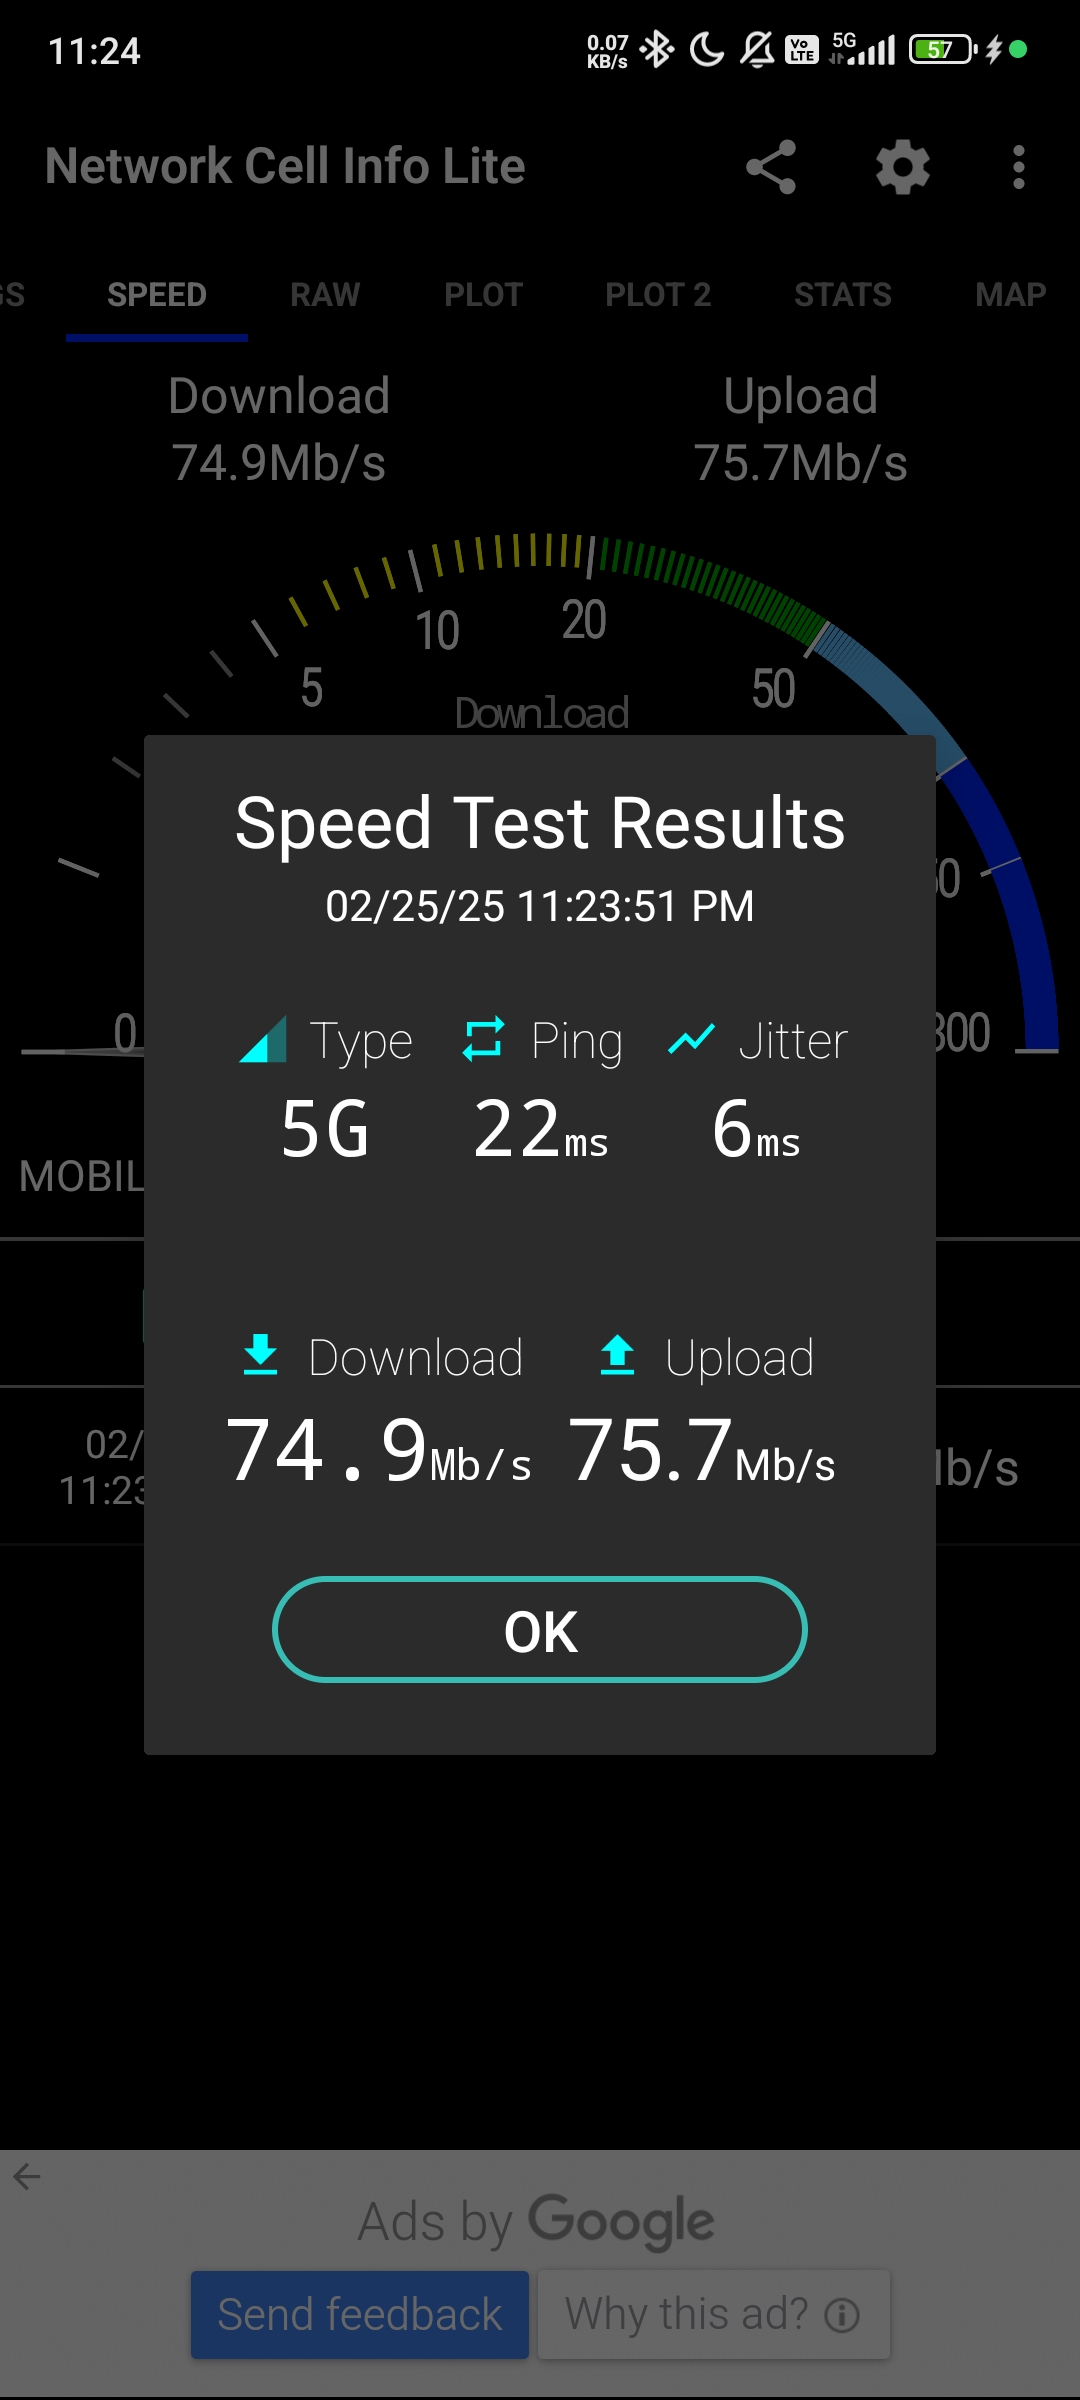 11:24
0.07 KB/s
Vo LTE
5G
57
Network Cell Info Lite
GS SPEED RAW PLOT PLOT 2 STATS MAP
Download Upload
74.9Mb/s 75.7Mb/s
5 10 20 50
Download
Speed Test Results
02/25/25 11:23:51 PM
0
Type Ping Jitter
5G 22ms 6ms
MOBIL
Download Upload
74.9Mb/s 75.7Mb/s
02/
11:23
b/s
OK
Ads by Google
Send feedback Why this ad?